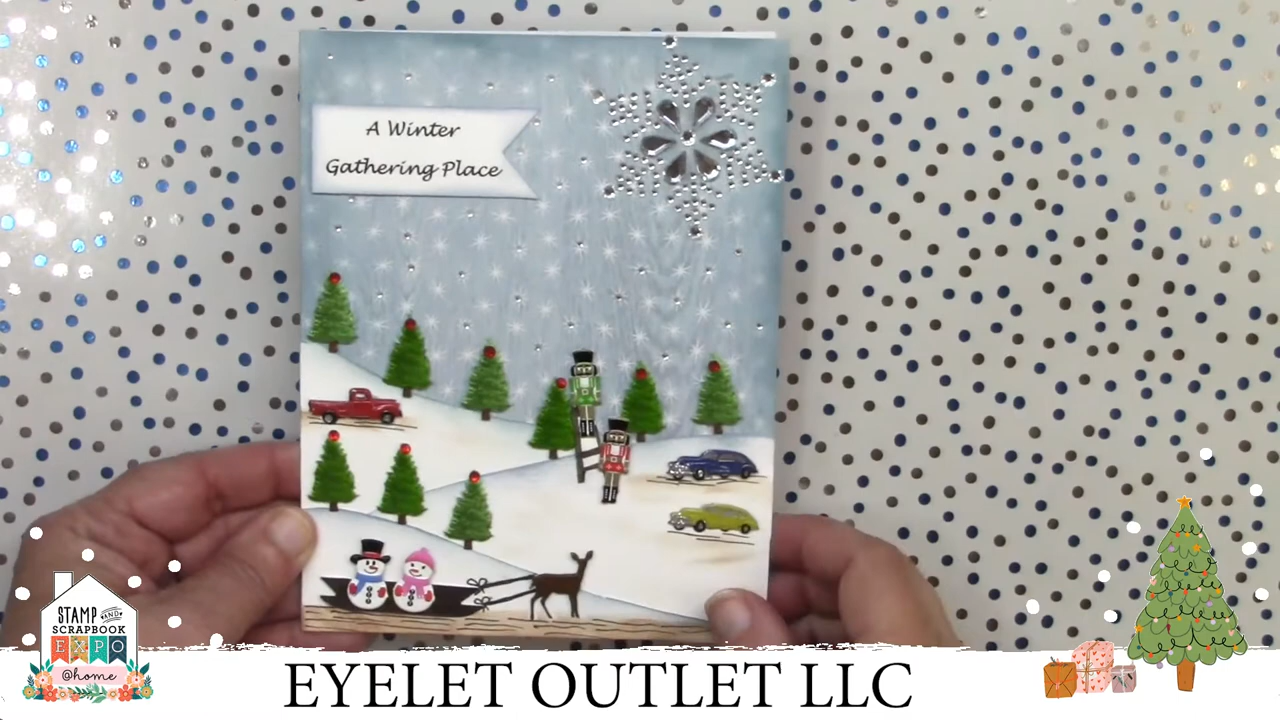 A Winter
Gathering Place
STAMP AND
SCRAPBOOK
EXPO
@home
EYELET OUTLET LLC